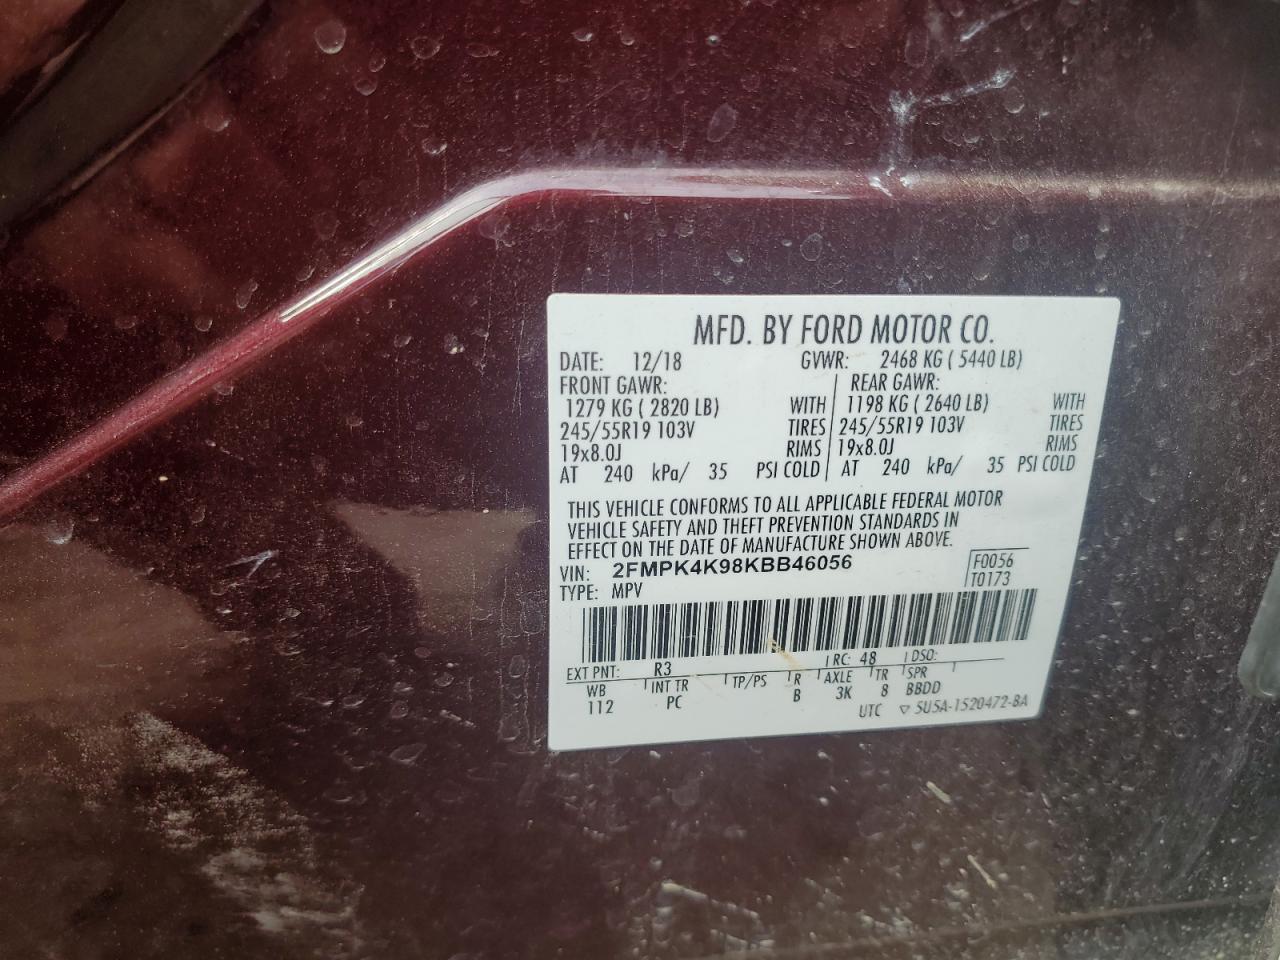 MFD. BY FORD MOTOR CO.
DATE: 12/18 GVWR: 2468 KG ( 5440 LB)
FRONT GAWR: REAR GAWR:
1279 KG ( 2820 LB) WITH 1198 KG ( 2640 LB) WITH
245/55R19 103V TIRES 245/55R19 103V TIRES
19x8.0J RIMS 19x8.0J RIMS
AT 240 kPa/ 35 PSI COLD AT 240 kPa/ 35 PSI COLD
THIS VEHICLE CONFORMS TO ALL APPLICABLE FEDERAL MOTOR
VEHICLE SAFETY AND THEFT PREVENTION STANDARDS IN
EFFECT ON THE DATE OF MANUFACTURE SHOWN ABOVE.
VIN: 2FMPK4K98KBB46056 F0056
TYPE: MPV T0173
EXT PNT: R3 RC: 48 DSO:
WB INT TR TP/PS R AXLE TR SPR
112 PC B 3K 8 BBDD
UTC ▽ 5U5A-1520472-BA